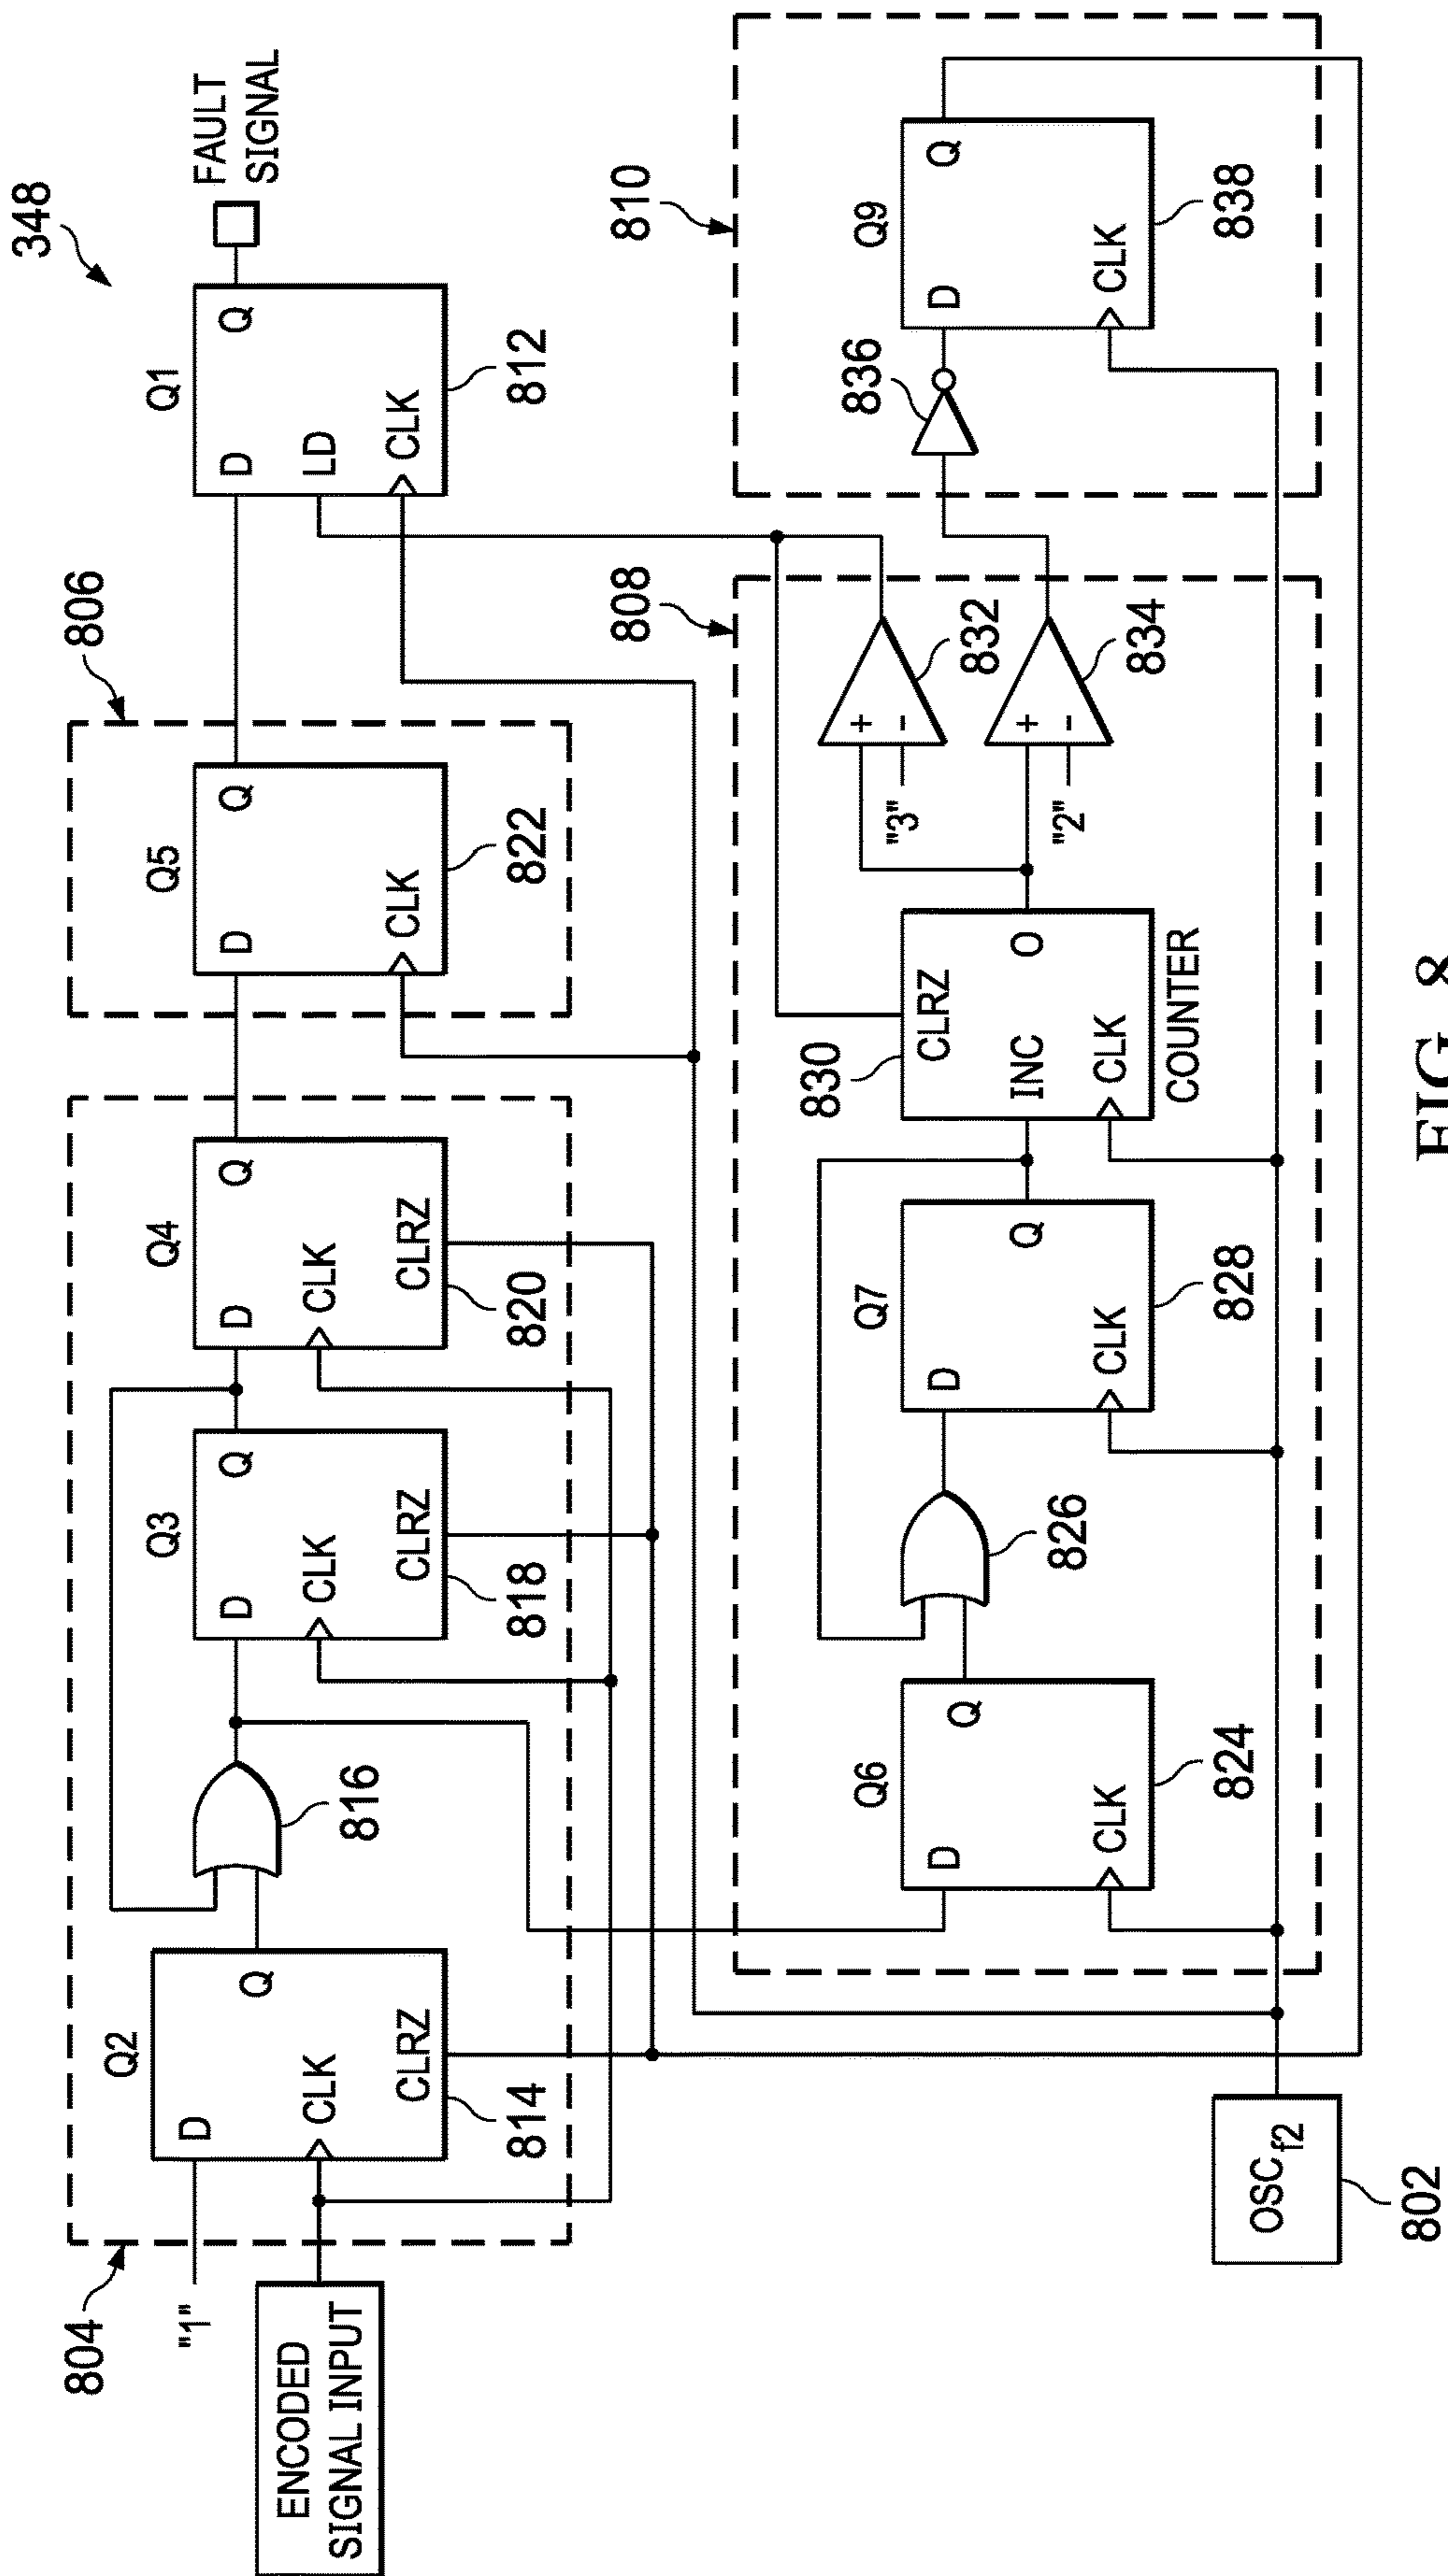 348
FAULT
SIGNAL
Q1
D
Q
LD
CLK
812
806
Q5
D
Q
CLK
822
804
Q2
"1"
D
Q
CLK
CLRZ
814
816
Q3
D
Q
CLK
CLRZ
818
Q4
D
Q
CLK
CLRZ
820
ENCODED
SIGNAL INPUT
808
Q6
D
Q
CLK
824
826
Q7
D
Q
CLK
828
830
CLRZ
INC
O
CLK
COUNTER
+
-
"3"
832
+
-
"2"
834
810
836
Q9
D
Q
CLK
838
OSCf2
802
FIG. 8